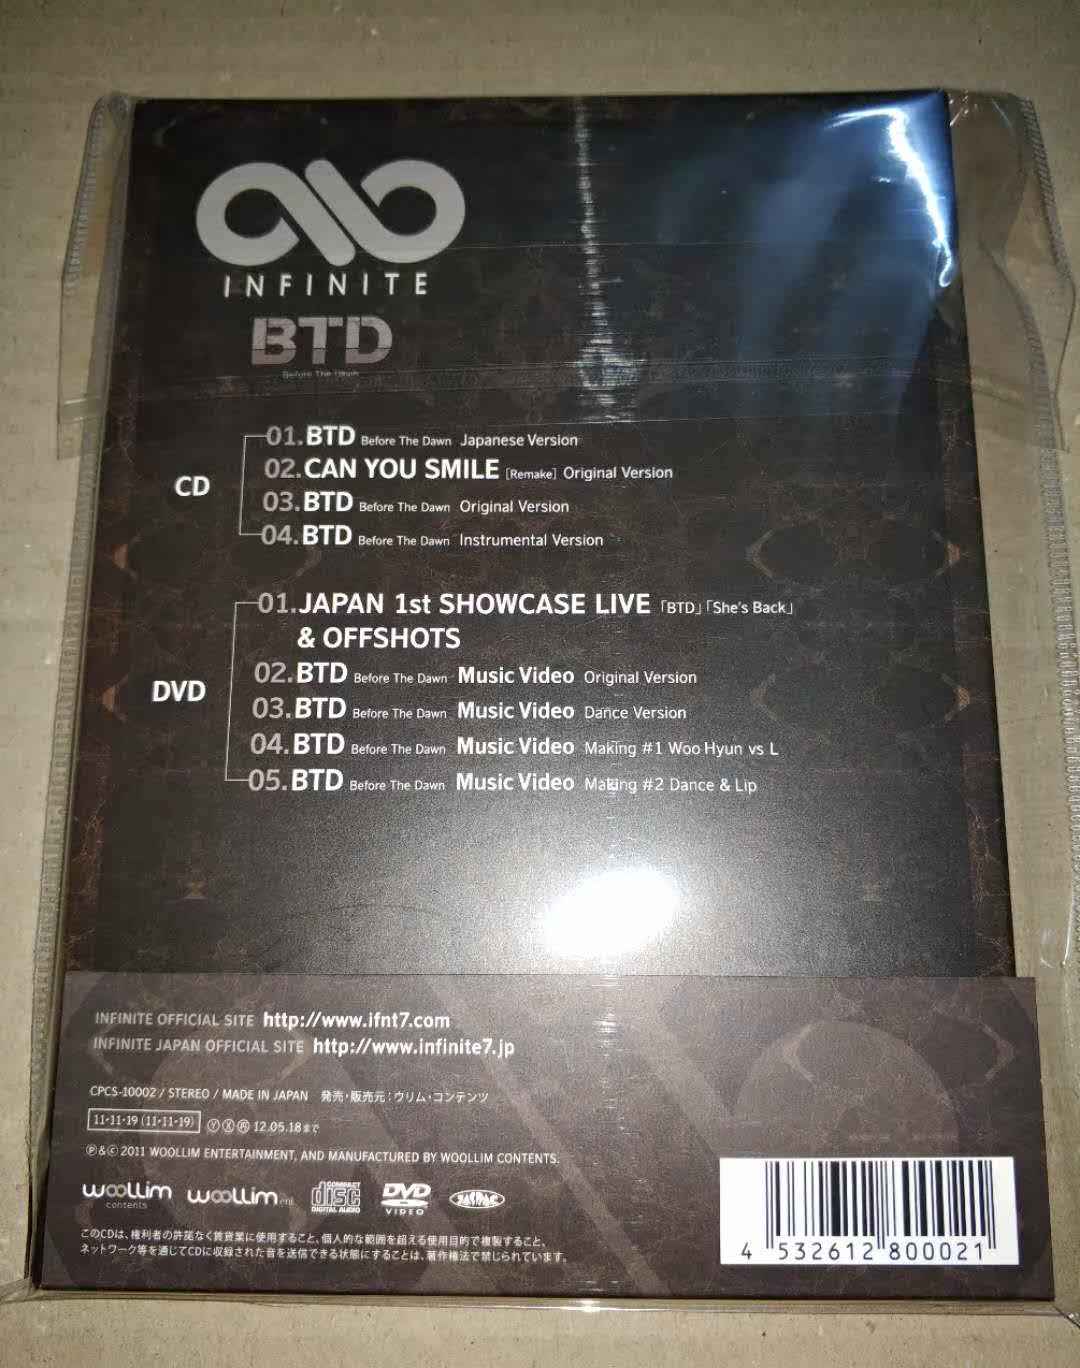 INFINITE
BTD
Before The Dawn
CD
01.BTD Before The Dawn Japanese Version
02.CAN YOU SMILE [Remake] Original Version
03.BTD Before The Dawn Original Version
04.BTD Before The Dawn Instrumental Version
DVD
01.JAPAN 1st SHOWCASE LIVE「BTD」「She's Back」
& OFFSHOTS
02.BTD Before The Dawn Music Video Original Version
03.BTD Before The Dawn Music Video Dance Version
04.BTD Before The Dawn Music Video Making #1 Woo Hyun vs L
05.BTD Before The Dawn Music Video Making #2 Dance & Lip
INFINITE OFFICIAL SITE http://www.ifnt7.com
INFINITE JAPAN OFFICIAL SITE http://www.infinite7.jp
CPCS-10002 / STEREO / MADE IN JAPAN 発売・販売元:ウリム・コンテンツ
11・11・19 (11・11・19) Ⓨ Ⓧ 12.05.18まで
Ⓟ&Ⓒ 2011 WOOLLIM ENTERTAINMENT, AND MANUFACTURED BY WOOLLIM CONTENTS.
woollim contents woollim ent. COMPACT disc DIGITAL AUDIO DVD VIDEO JASRAC
このCDは、権利者の許諾なく賃貸業に使用すること、個人的な範囲を超える使用目的で複製すること、
ネットワーク等を通じてCDに収録された音を送信できる状態にすることは、著作権法で禁じられています。
4 532612 800021